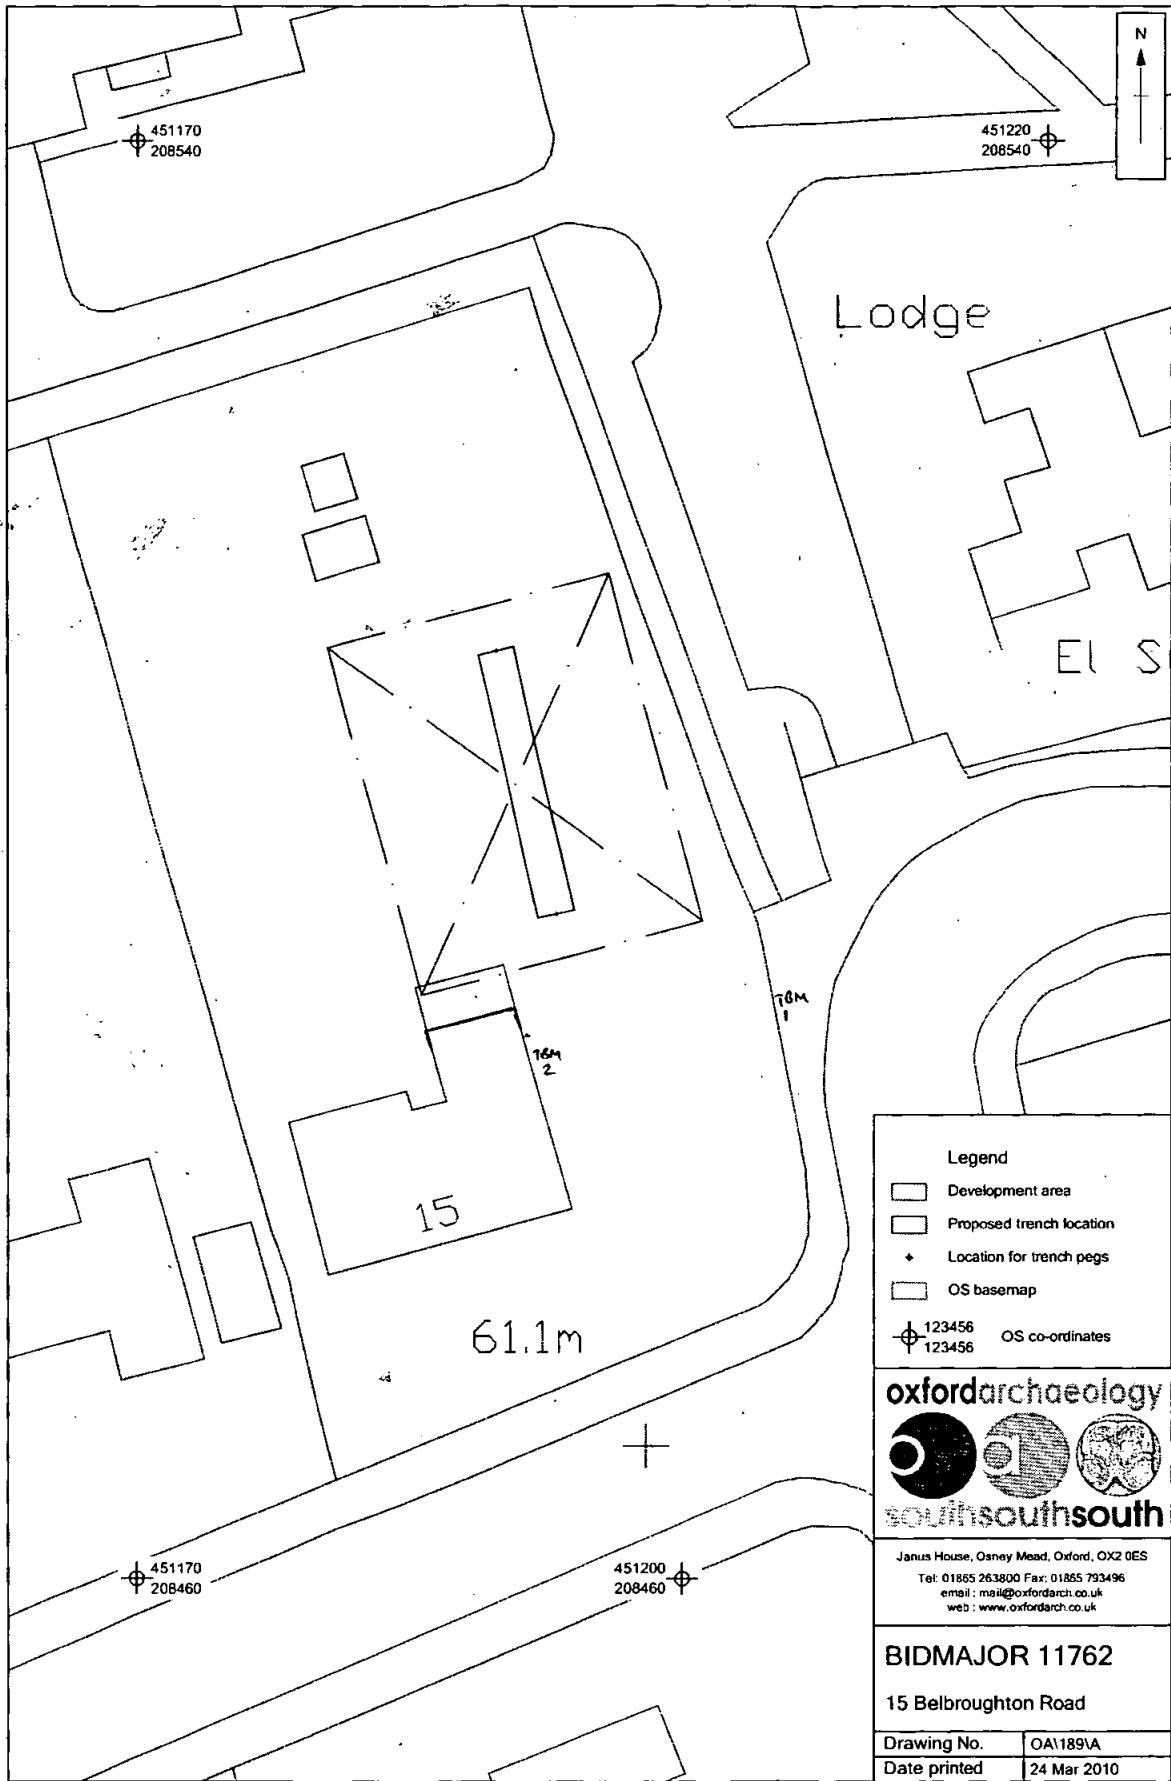 N
451170
208540
451220
208540
Lodge
El S
TBM
1
TBM
2
15
61.1m
451170
208460
451200
208460
Legend
Development area
Proposed trench location
Location for trench pegs
OS basemap
123456
123456
OS co-ordinates
oxfordarchaeology
southsouthsouth
Janus House, Osney Mead, Oxford, OX2 0ES
Tel: 01865 263800 Fax: 01865 793496
email : mail@oxfordarch.co.uk
web : www.oxfordarch.co.uk
BIDMAJOR 11762
15 Belbroughton Road
Drawing No. OA\189\A
Date printed 24 Mar 2010